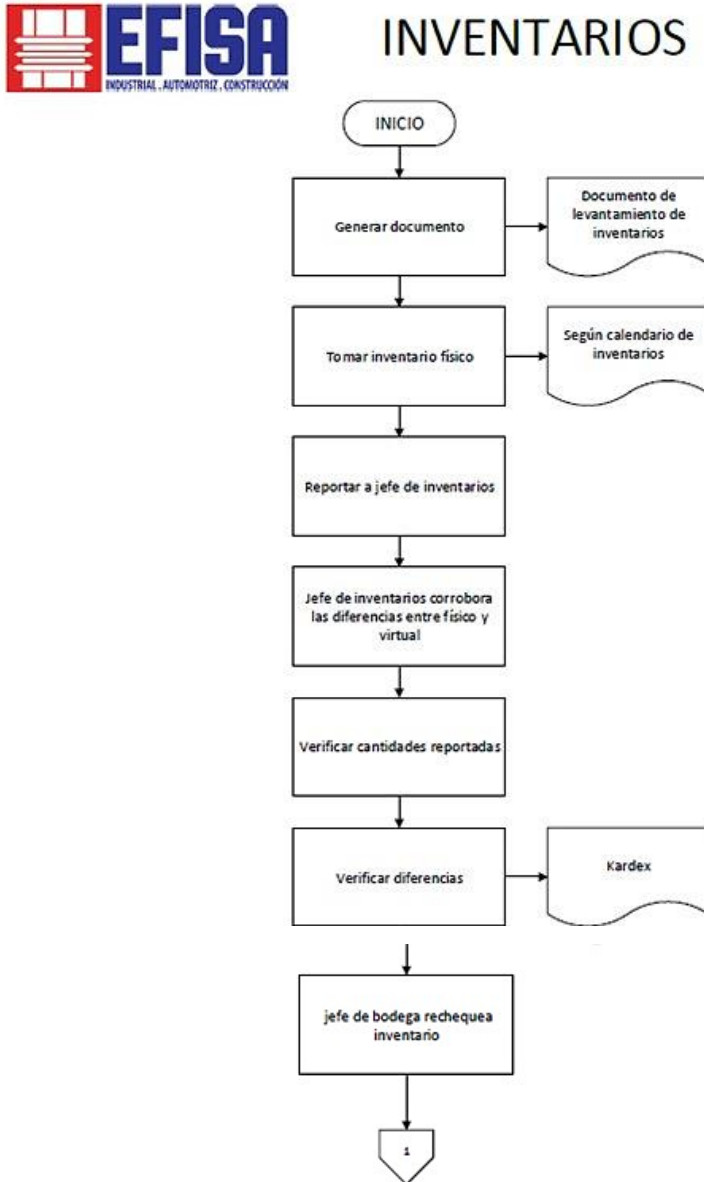 EFISA
INDUSTRIAL . AUTOMOTRIZ . CONSTRUCCIÓN
INVENTARIOS
INICIO
Generar documento
Documento de
levantamiento de
inventarios
Tomar inventario físico
Según calendario de
inventarios
Reportar a jefe de inventarios
Jefe de inventarios corrobora
las diferencias entre físico y
virtual
Verificar cantidades reportadas
Verificar diferencias
Kardex
jefe de bodega rechequea
inventario
1